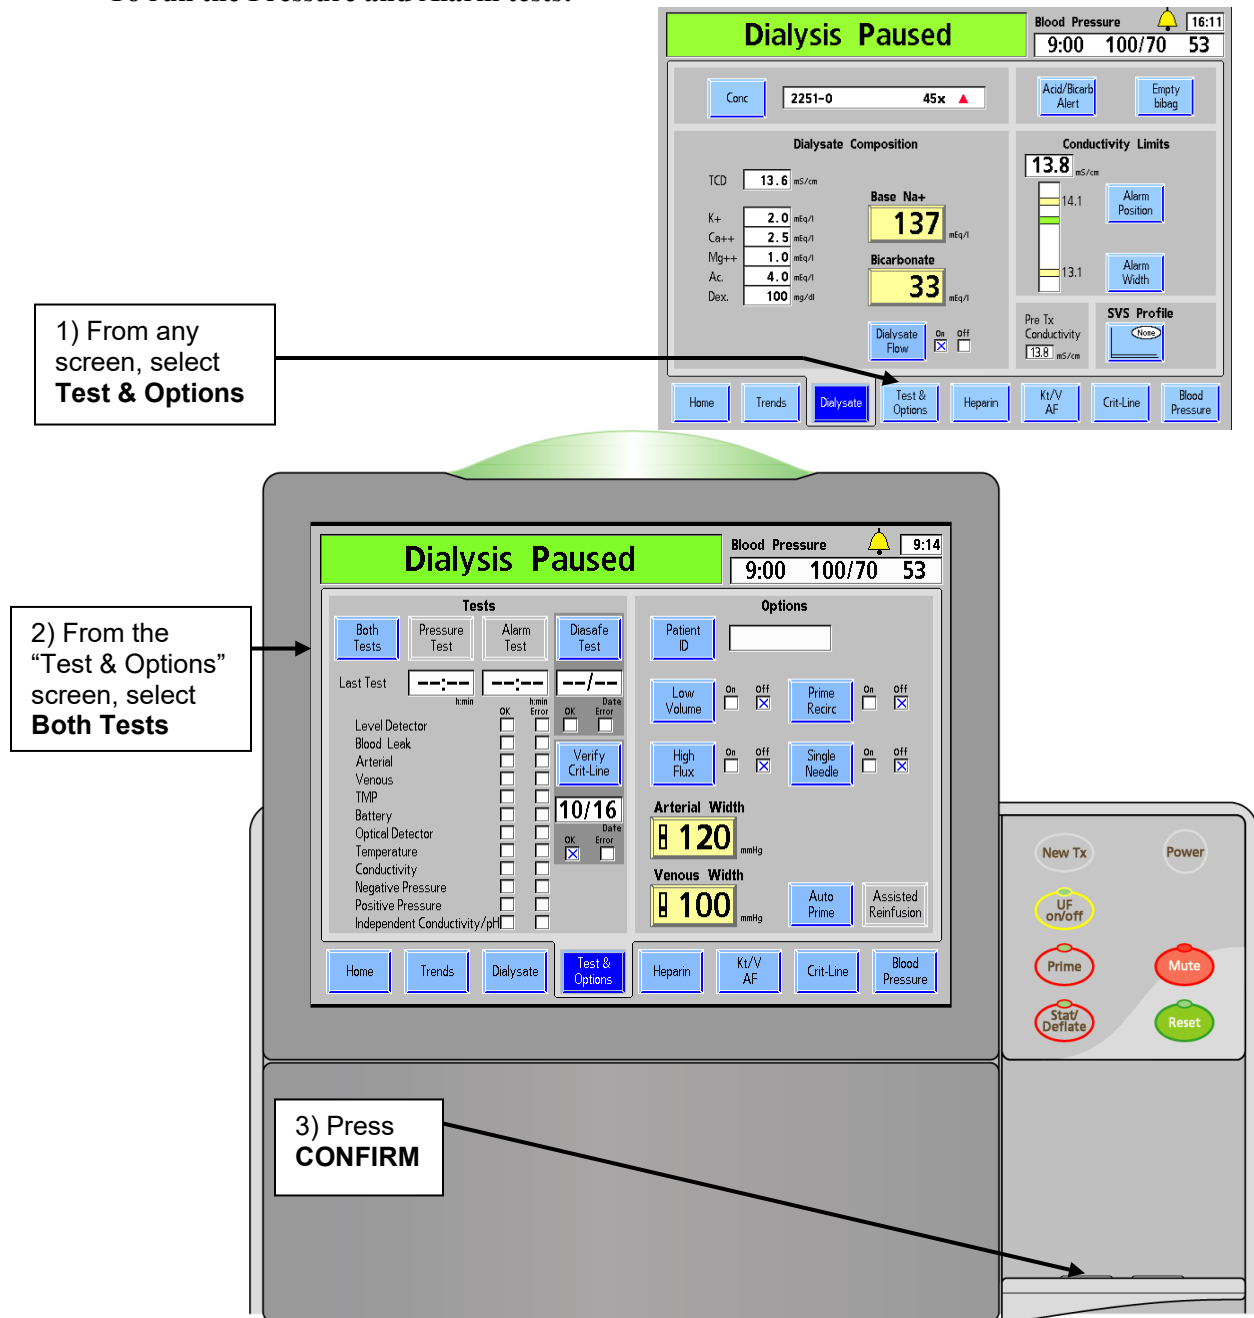 To run the Pressure and Alarm tests:
Dialysis Paused
Blood Pressure 16:11
9:00 100/70 53
Conc 2251-0 45x
Acid/Bicarb Alert
Empty bibag
Dialysate Composition
TCD 13.6 mS/cm
K+ 2.0 mEq/l
Ca++ 2.5 mEq/l
Mg++ 1.0 mEq/l
Ac. 4.0 mEq/l
Dex. 100 mg/dl
Base Na+
137 mEq/l
Bicarbonate
33 mEq/l
Dialysate Flow On Off
Conductivity Limits
13.8 mS/cm
14.1
Alarm Position
13.1
Alarm Width
Pre Tx
Conductivity
13.8 mS/cm
SVS Profile
None
Home Trends Dialysate Test & Options Heparin Kt/V AF Crit-Line Blood Pressure
1) From any
screen, select
Test & Options
Dialysis Paused
Blood Pressure 9:14
9:00 100/70 53
Tests
Both Tests
Pressure Test
Alarm Test
Diasafe Test
Last Test --:-- --:-- --/--
h:min h:min Date
OK Error OK Error
Level Detector
Blood Leak
Arterial
Venous
TMP
Battery
Optical Detector
Temperature
Conductivity
Negative Pressure
Positive Pressure
Independent Conductivity/pH
Verify Crit-Line
10/16
Date
OK Error
Options
Patient ID
Low Volume On Off
Prime Recirc On Off
High Flux On Off
Single Needle On Off
Arterial Width
120 mmHg
Venous Width
100 mmHg
Auto Prime
Assisted Reinfusion
Home Trends Dialysate Test & Options Heparin Kt/V AF Crit-Line Blood Pressure
2) From the
“Test & Options”
screen, select
Both Tests
New Tx Power
UF on/off
Prime Mute
Stat/ Deflate Reset
3) Press
CONFIRM